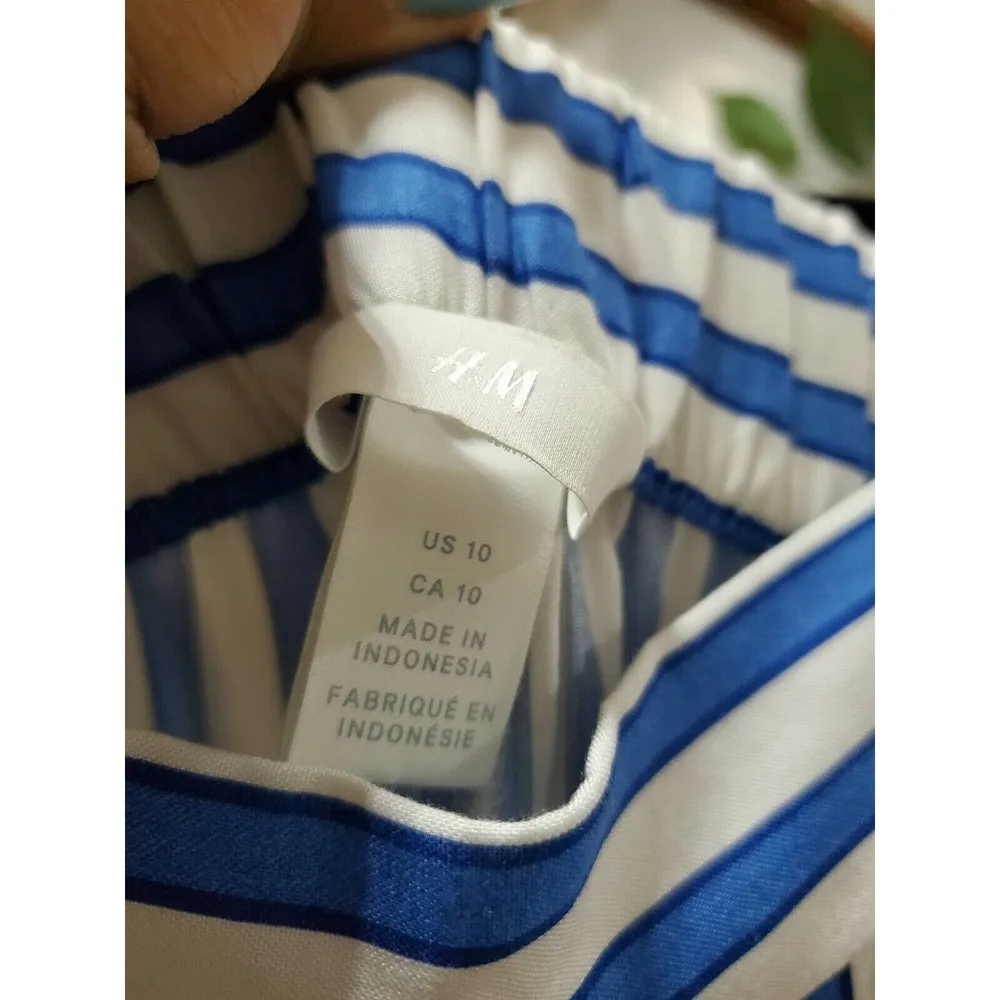 H&M
US 10
CA 10
MADE IN
INDONESIA
FABRIQUÉ EN
INDONÉSIE